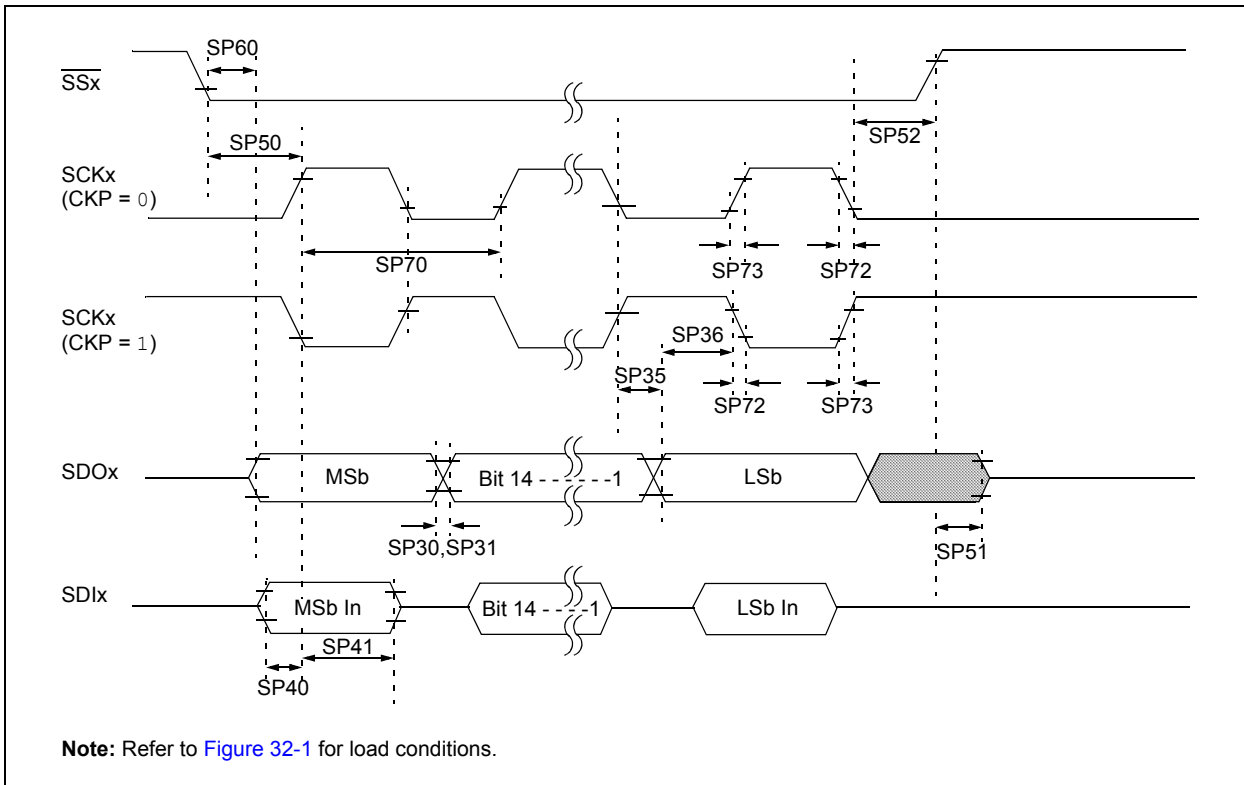 SP60
SSx
SP50
SP52
SCKx
(CKP = 0)
SP70
SP73
SP72
SCKx
(CKP = 1)
SP36
SP35
SP72
SP73
SDOx
MSb
Bit 14 - - - - - -1
LSb
SP30,SP31
SP51
SDIx
MSb In
Bit 14 - - - -1
LSb In
SP41
SP40
Note: Refer to Figure 32-1 for load conditions.